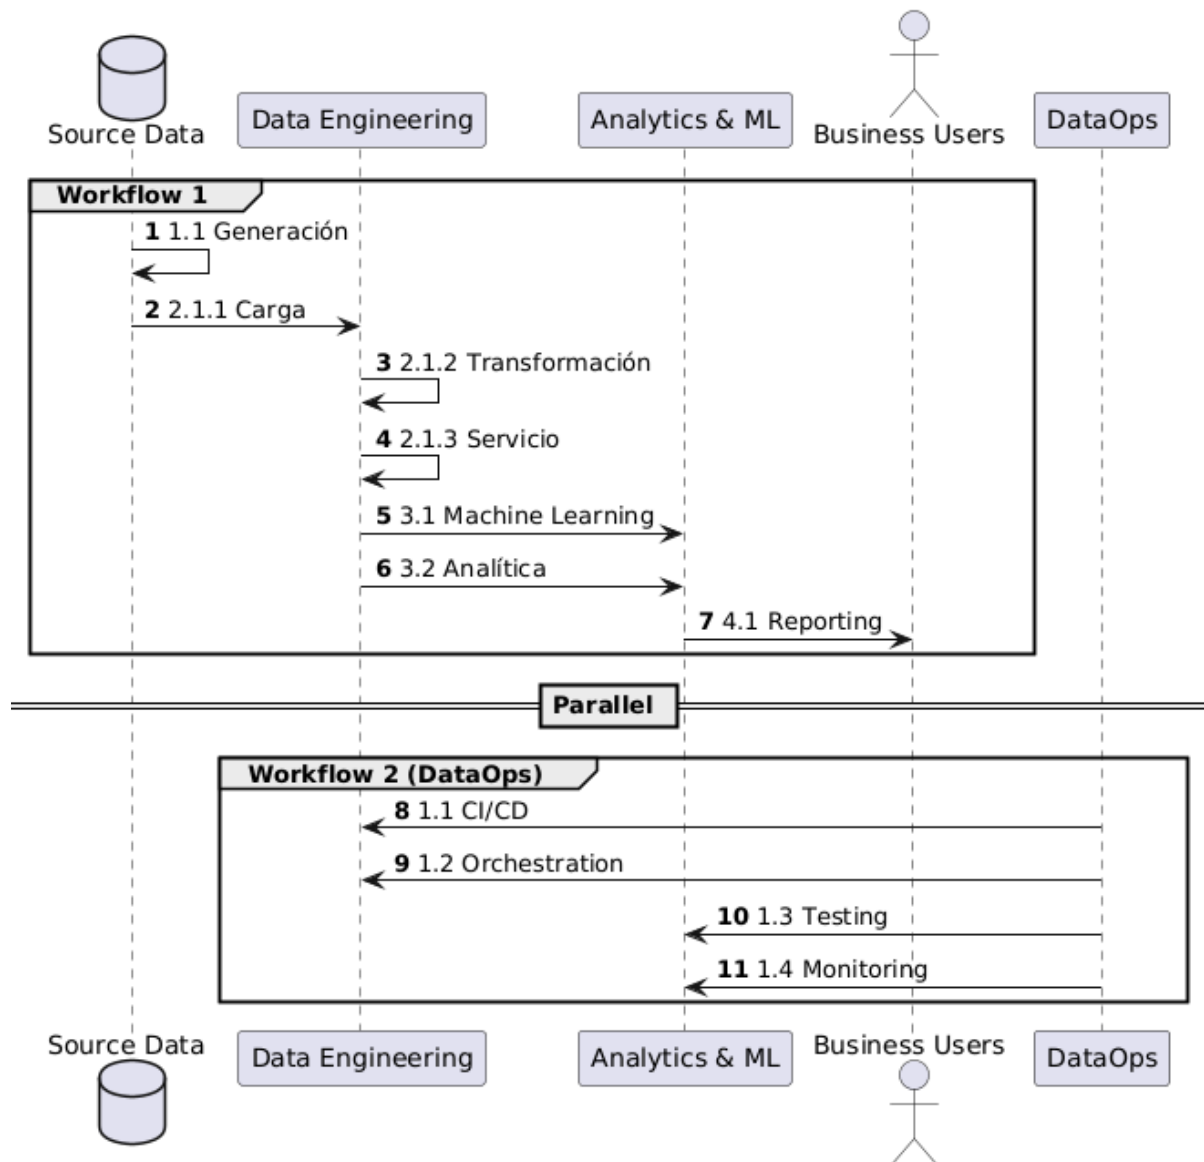 Source Data
Data Engineering
Analytics & ML
Business Users
DataOps
Workflow 1
1 1.1 Generación
2 2.1.1 Carga
3 2.1.2 Transformación
4 2.1.3 Servicio
5 3.1 Machine Learning
6 3.2 Analítica
7 4.1 Reporting
Parallel
Workflow 2 (DataOps)
8 1.1 CI/CD
9 1.2 Orchestration
10 1.3 Testing
11 1.4 Monitoring
Source Data
Data Engineering
Analytics & ML
Business Users
DataOps